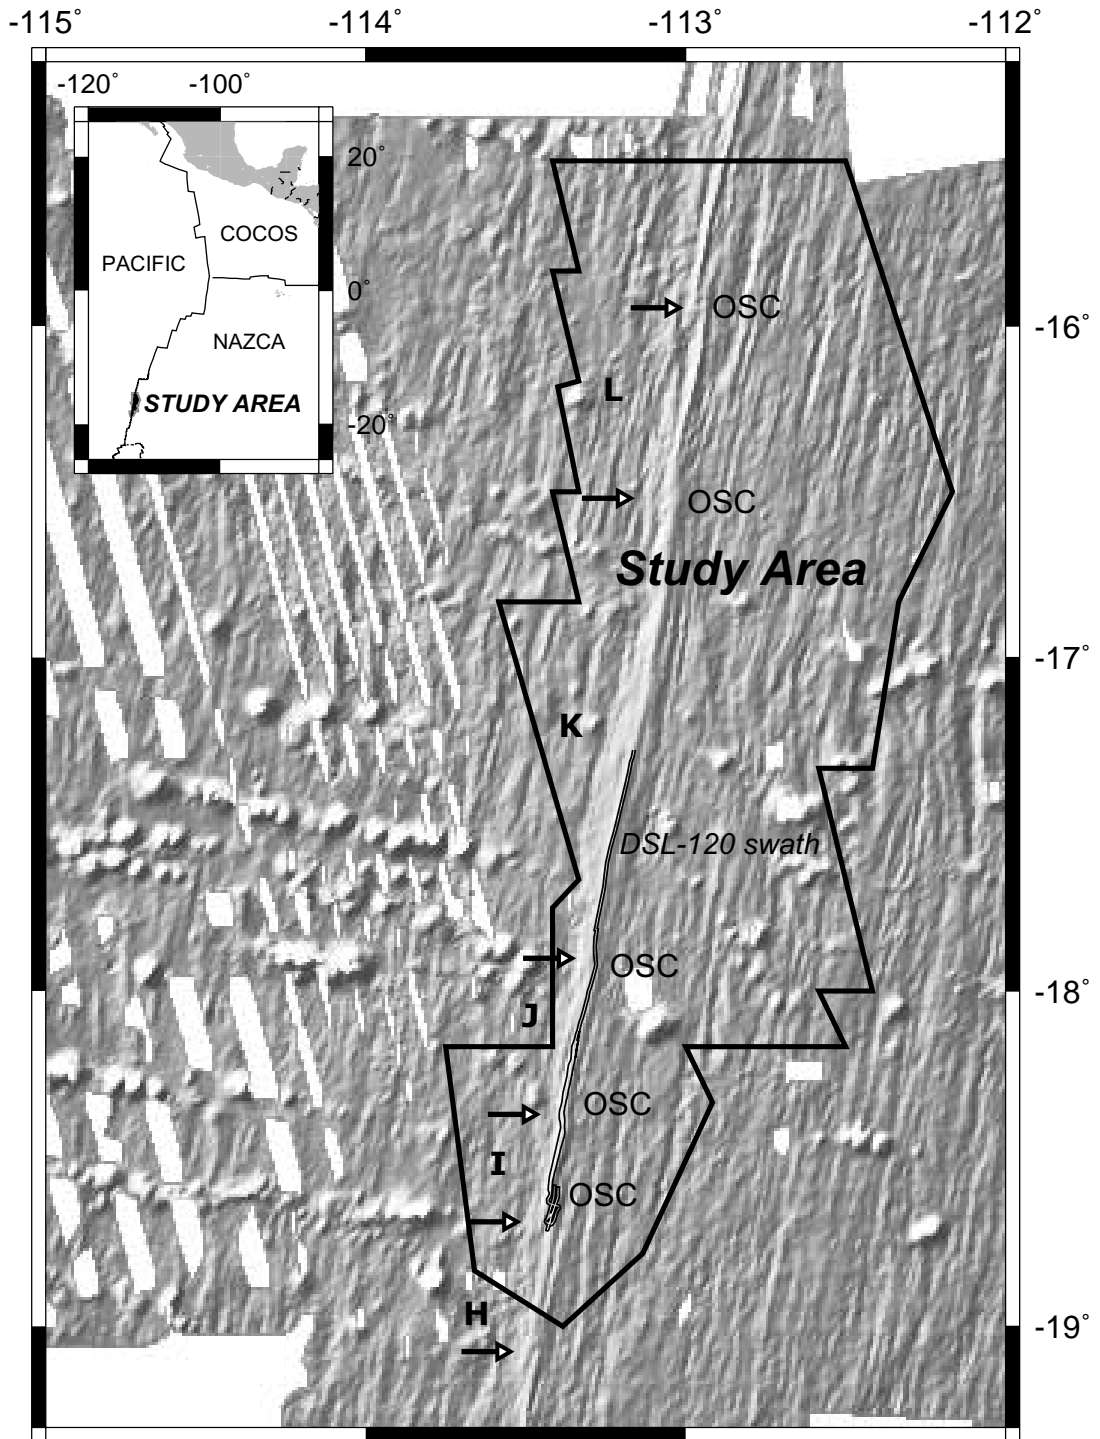 -115˚ -114˚ -113˚ -112˚
-120˚ -100˚
20˚
COCOS
PACIFIC
0˚
OSC
-16˚
NAZCA
L
STUDY AREA
-20˚
OSC
Study Area
-17˚
K
DSL-120 swath
OSC
-18˚
J
OSC
I
OSC
H
-19˚